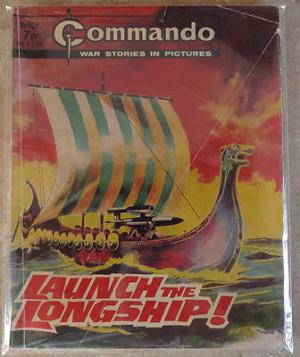 Commando
WAR STORIES IN PICTURES
7p
LAUNCH THE
LONGSHIP!